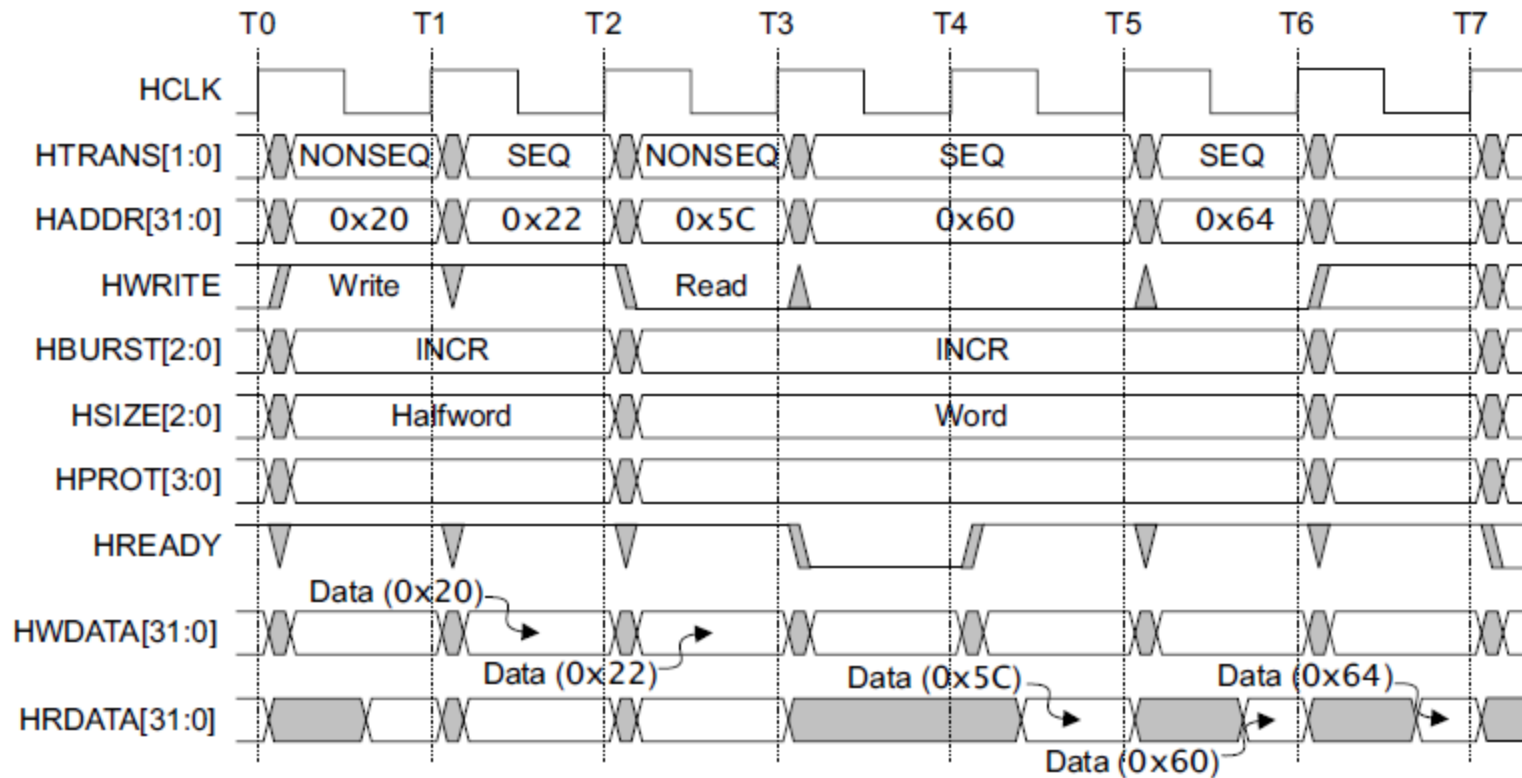 T0 T1 T2 T3 T4 T5 T6 T7
HCLK
HTRANS[1:0] NONSEQ SEQ NONSEQ SEQ SEQ
HADDR[31:0] 0x20 0x22 0x5C 0x60 0x64
HWRITE Write Read
HBURST[2:0] INCR INCR
HSIZE[2:0] Halfword Word
HPROT[3:0]
HREADY
Data (0x20)
HWDATA[31:0]
Data (0x22) Data (0x5C) Data (0x64)
HRDATA[31:0]
Data (0x60)